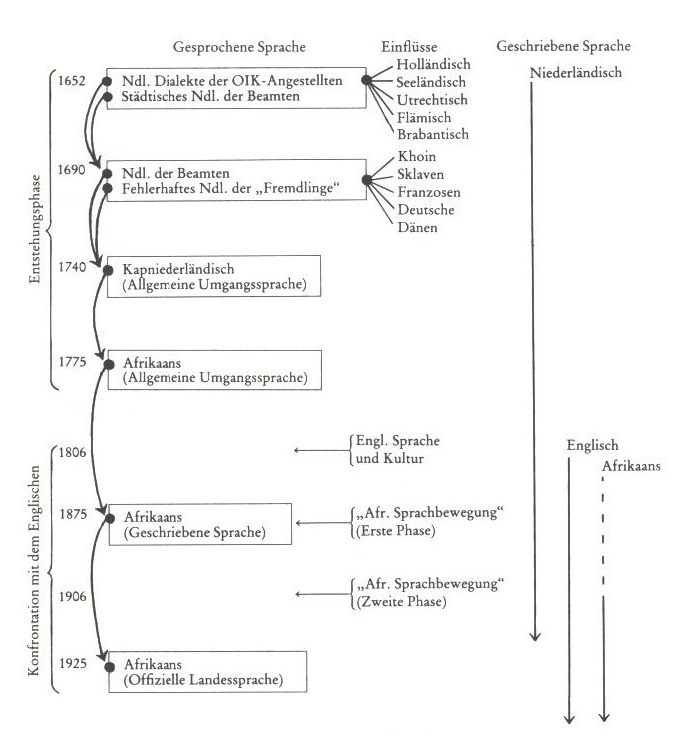 Gesprochene Sprache
Einflüsse
Geschriebene Sprache
Entstehungsphase
1652
Ndl. Dialekte der OIK-Angestellten
Städtisches Ndl. der Beamten
Holländisch
Seeländisch
Utrechtisch
Flämisch
Brabantisch
Niederländisch
1690
Ndl. der Beamten
Fehlerhaftes Ndl. der „Fremdlinge“
Khoin
Sklaven
Franzosen
Deutsche
Dänen
1740
Kapniederländisch
(Allgemeine Umgangssprache)
1775
Afrikaans
(Allgemeine Umgangssprache)
Konfrontation mit dem Englischen
1806
Engl. Sprache
und Kultur
Englisch
Afrikaans
1875
Afrikaans
(Geschriebene Sprache)
„Afr. Sprachbewegung“
(Erste Phase)
1906
„Afr. Sprachbewegung“
(Zweite Phase)
1925
Afrikaans
(Offizielle Landessprache)